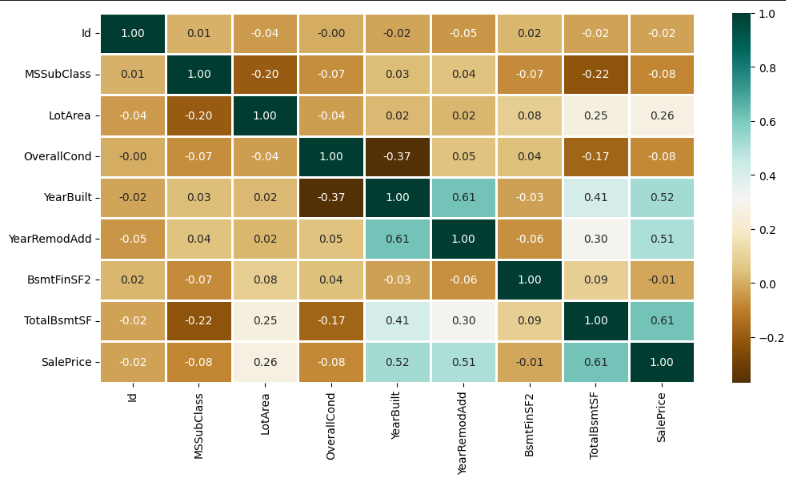 Id 1.00 0.01 -0.04 -0.00 -0.02 -0.05 0.02 -0.02 -0.02
MSSubClass 0.01 1.00 -0.20 -0.07 0.03 0.04 -0.07 -0.22 -0.08
LotArea -0.04 -0.20 1.00 -0.04 0.02 0.02 0.08 0.25 0.26
OverallCond -0.00 -0.07 -0.04 1.00 -0.37 0.05 0.04 -0.17 -0.08
YearBuilt -0.02 0.03 0.02 -0.37 1.00 0.61 -0.03 0.41 0.52
YearRemodAdd -0.05 0.04 0.02 0.05 0.61 1.00 -0.06 0.30 0.51
BsmtFinSF2 0.02 -0.07 0.08 0.04 -0.03 -0.06 1.00 0.09 -0.01
TotalBsmtSF -0.02 -0.22 0.25 -0.17 0.41 0.30 0.09 1.00 0.61
SalePrice -0.02 -0.08 0.26 -0.08 0.52 0.51 -0.01 0.61 1.00
Id
MSSubClass
LotArea
OverallCond
YearBuilt
YearRemodAdd
BsmtFinSF2
TotalBsmtSF
SalePrice
1.0
0.8
0.6
0.4
0.2
0.0
−0.2